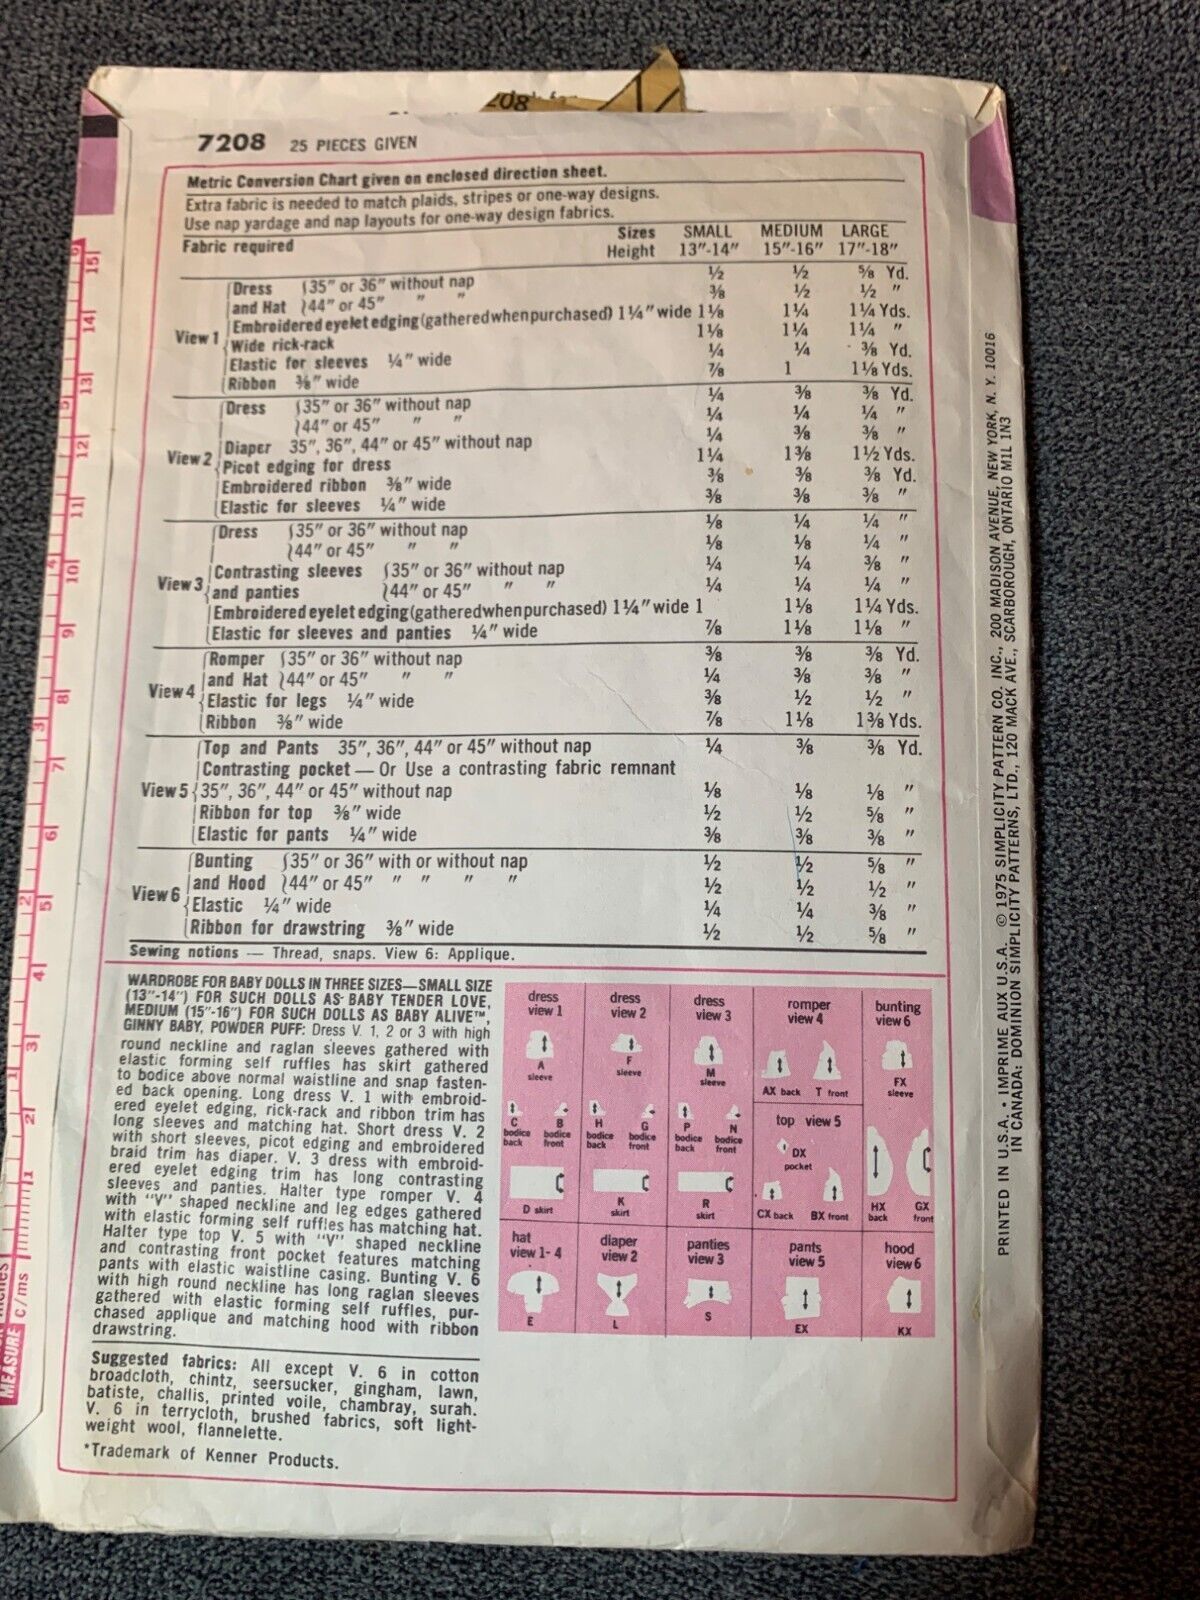 7208 25 PIECES GIVEN
Metric Conversion Chart given on enclosed direction sheet.
Extra fabric is needed to match plaids, stripes or one-way designs.
Use nap yardage and nap layouts for one-way design fabrics.
Fabric required Sizes SMALL MEDIUM LARGE
Height 13"-14" 15"-16" 17"-18"
View 1
Dress { 35" or 36" without nap ½ ½ ⅝ Yd.
and Hat 44" or 45" " " ⅜ ½ ½ "
Embroidered eyelet edging (gathered when purchased) 1¼" wide 1⅛ 1¼ 1¼ Yds.
Wide rick-rack 1⅛ 1¼ 1¼ "
Elastic for sleeves ¼" wide ¼ ¼ ⅜ Yd.
Ribbon ⅜" wide ⅞ 1 1⅛ Yds.
View 2
Dress { 35" or 36" without nap ¼ ⅜ ⅜ Yd.
44" or 45" " " ¼ ¼ ¼ "
Diaper 35", 36", 44" or 45" without nap ¼ ⅜ ⅜ "
Picot edging for dress 1¼ 1⅜ 1½ Yds.
Embroidered ribbon ⅜" wide ⅜ ⅜ ⅜ Yd.
Elastic for sleeves ¼" wide ⅜ ⅜ ⅜ "
View 3
Dress { 35" or 36" without nap ⅛ ¼ ¼ "
44" or 45" " " ⅛ ⅛ ¼ "
Contrasting sleeves { 35" or 36" without nap ¼ ¼ ⅜ "
and panties 44" or 45" " " ¼ ¼ ¼ "
Embroidered eyelet edging (gathered when purchased) 1¼" wide 1 1⅛ 1¼ Yds.
Elastic for sleeves and panties ¼" wide ⅞ 1⅛ 1⅛ "
View 4
Romper { 35" or 36" without nap ⅜ ⅜ ⅜ Yd.
and Hat 44" or 45" " " ¼ ⅜ ⅜ "
Elastic for legs ¼" wide ⅜ ½ ½ "
Ribbon ⅜" wide ⅞ 1⅛ 1⅜ Yds.
View 5
Top and Pants 35", 36", 44" or 45" without nap ¼ ⅜ ⅜ Yd.
Contrasting pocket — Or Use a contrasting fabric remnant
35", 36", 44" or 45" without nap ⅛ ⅛ ⅛ "
Ribbon for top ⅜" wide ½ ½ ⅝ "
Elastic for pants ¼" wide ⅜ ⅜ ⅜ "
View 6
Bunting { 35" or 36" with or without nap ½ ½ ⅝ "
and Hood 44" or 45" " " " " ½ ½ ½ "
Elastic ¼" wide ¼ ¼ ⅜ "
Ribbon for drawstring ⅜" wide ½ ½ ⅝ "
Sewing notions — Thread, snaps. View 6: Applique.
WARDROBE FOR BABY DOLLS IN THREE SIZES—SMALL SIZE
(13"-14") FOR SUCH DOLLS AS BABY TENDER LOVE,
MEDIUM (15"-16") FOR SUCH DOLLS AS BABY ALIVE™,
GINNY BABY, POWDER PUFF: Dress V. 1, 2 or 3 with high
round neckline and raglan sleeves gathered with
elastic forming self ruffles has skirt gathered
to bodice above normal waistline and snap fasten-
ed back opening. Long dress V. 1 with embroid-
ered eyelet edging, rick-rack and ribbon trim has
long sleeves and matching hat. Short dress V. 2
with short sleeves, picot edging and embroidered
braid trim has diaper. V. 3 dress with embroid-
ered eyelet edging trim has long contrasting
sleeves and panties. Halter type romper V. 4
with "V" shaped neckline and leg edges gathered
with elastic forming self ruffles has matching hat.
Halter type top V. 5 with "V" shaped neckline
and contrasting front pocket features matching
pants with elastic waistline casing. Bunting V. 6
with high round neckline has long raglan sleeves
gathered with elastic forming self ruffles, pur-
chased applique and matching hood with ribbon
drawstring.
Suggested fabrics: All except V. 6 in cotton
broadcloth, chintz, seersucker, gingham, lawn,
batiste, challis, printed voile, chambray, surah.
V. 6 in terrycloth, brushed fabrics, soft light-
weight wool, flannelette.
*Trademark of Kenner Products.
dress view 1
A sleeve
C bodice back
B bodice front
D skirt
dress view 2
F sleeve
H bodice back
G bodice front
K skirt
dress view 3
M sleeve
P bodice back
N bodice front
R skirt
romper view 4
AX back T front
top view 5
DX pocket
CX back BX front
bunting view 6
FX sleeve
HX back
GX front
hat view 1-4
E
diaper view 2
L
panties view 3
S
pants view 5
EX
hood view 6
KX
PRINTED IN U.S.A. • IMPRIME AUX U.S.A. © 1975 SIMPLICITY PATTERN CO. INC., 200 MADISON AVENUE, NEW YORK, N. Y. 10016
IN CANADA: DOMINION SIMPLICITY PATTERNS, LTD., 120 MACK AVE., SCARBOROUGH, ONTARIO M1L 1N3
MEASURE c/ms
1 2 3 4 5 6 7 8 9 10 11 12 13 14 15
1 2 3 4 5 6